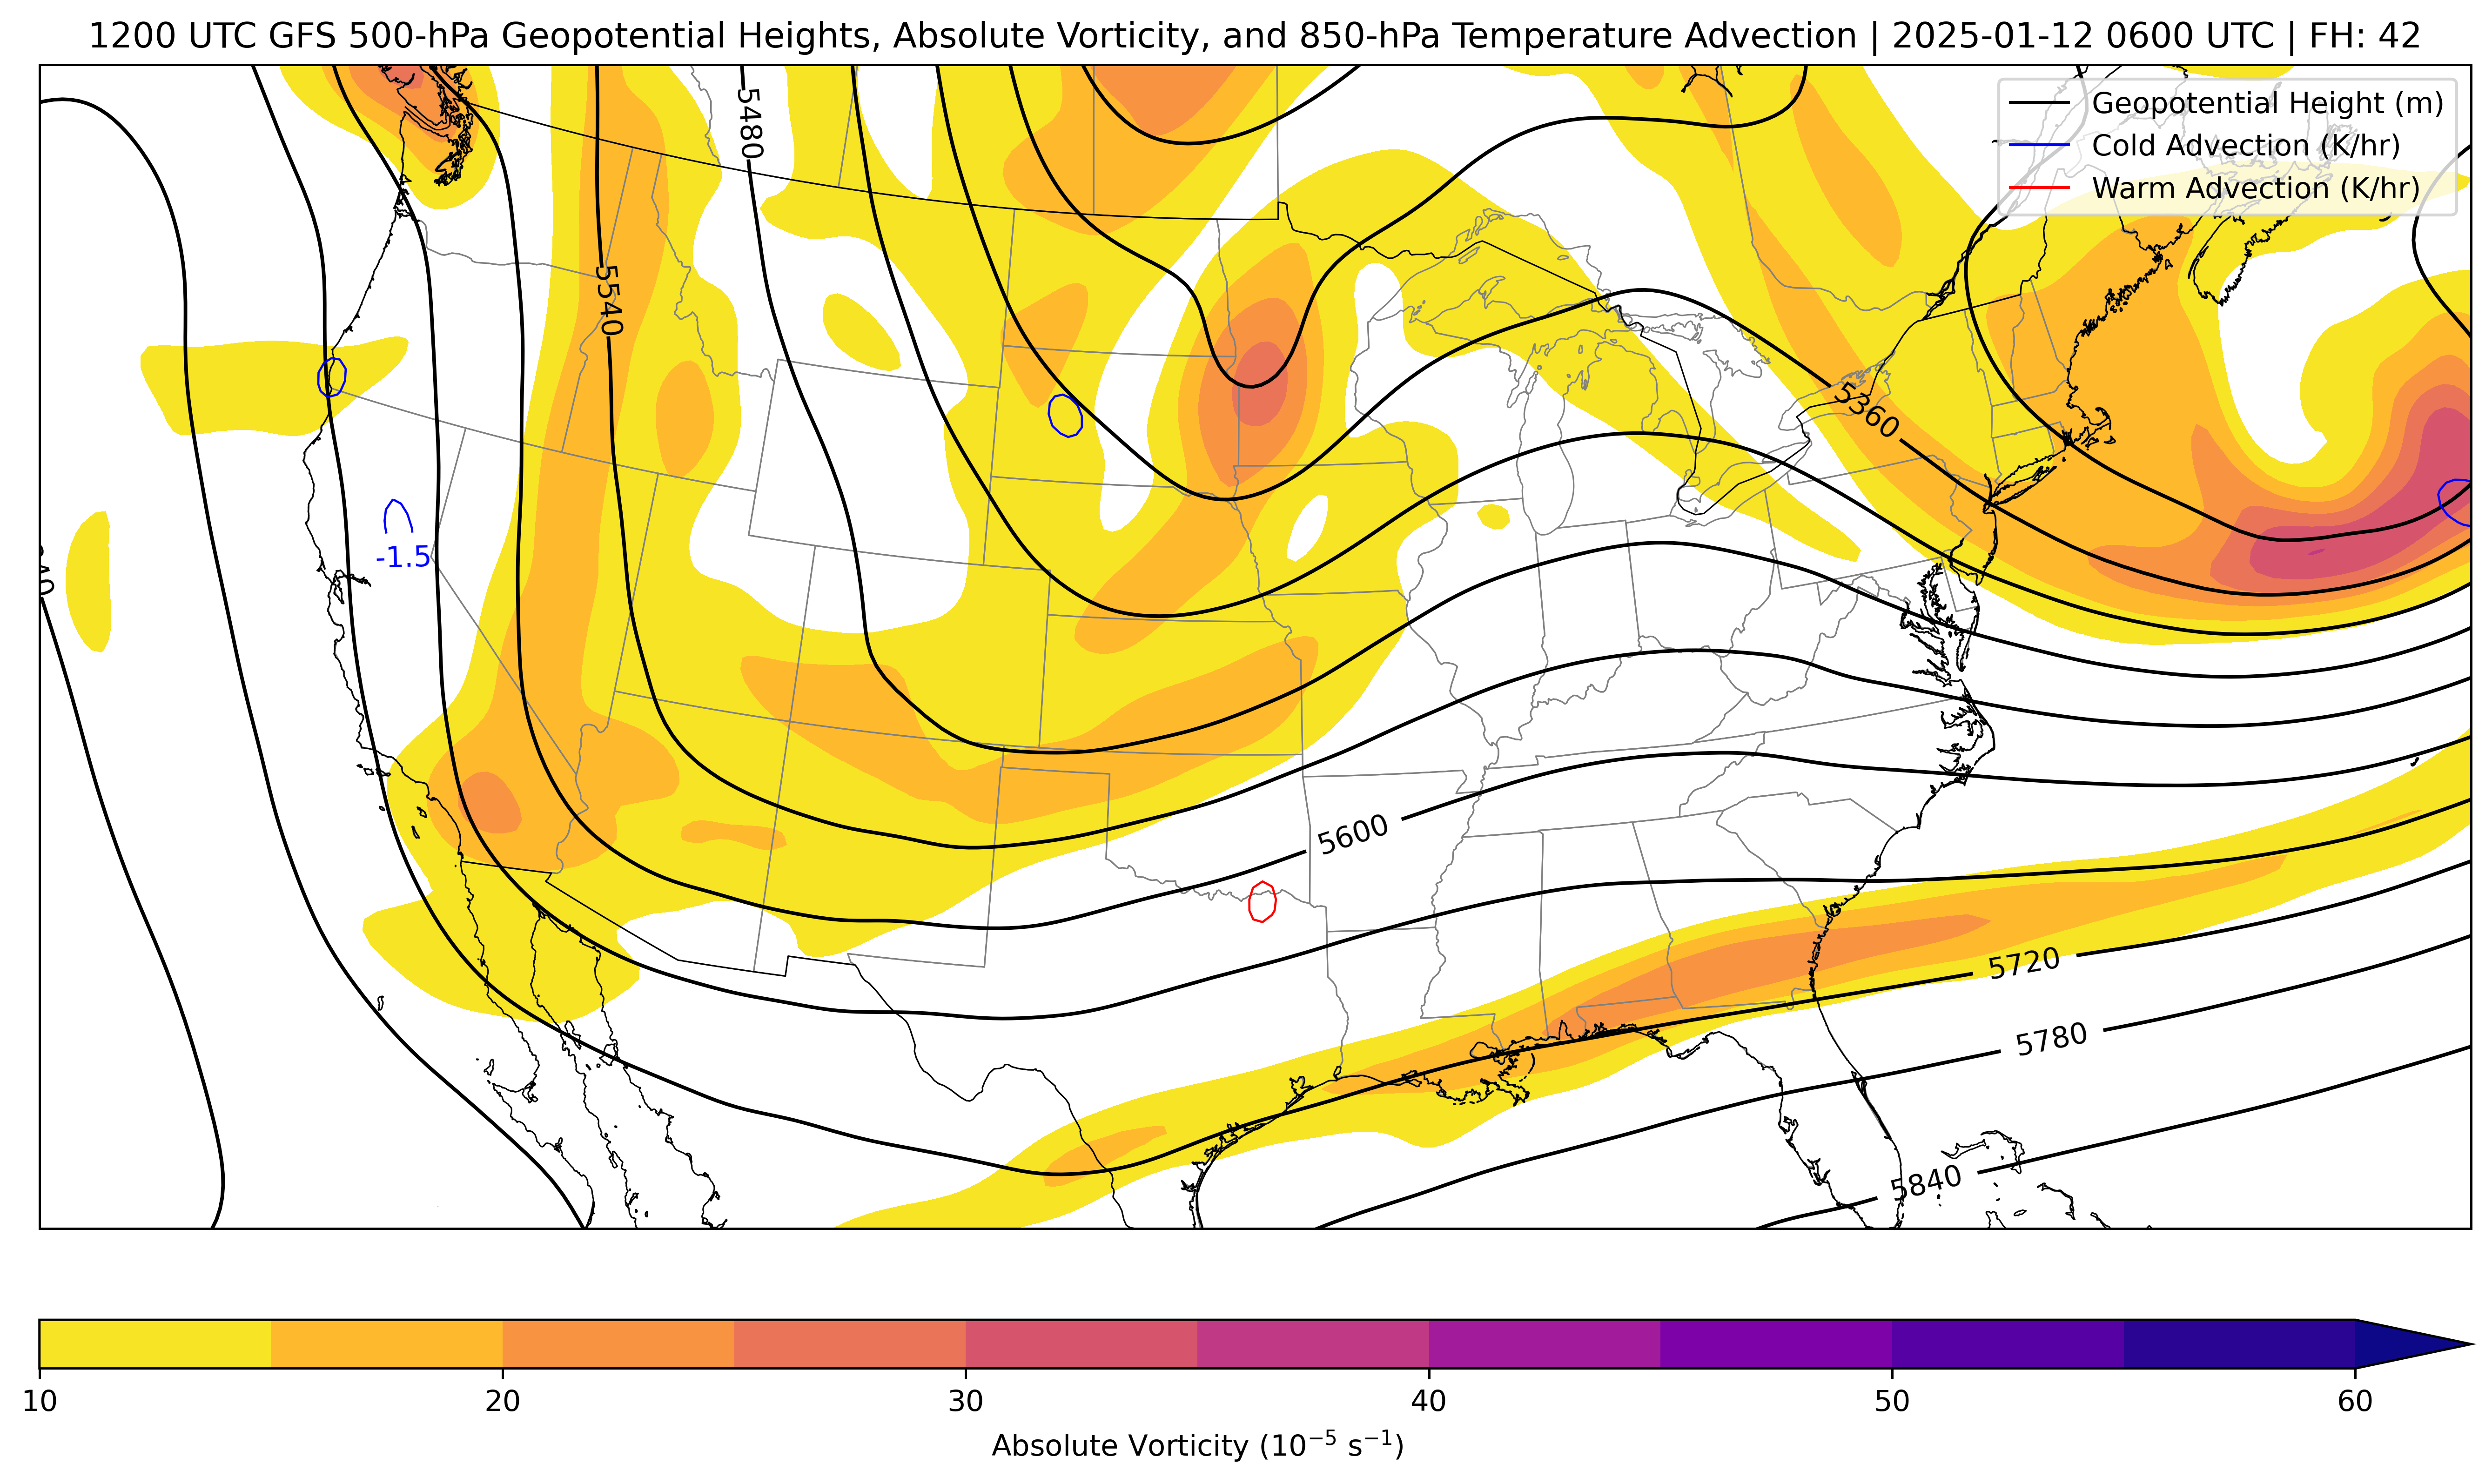 1200 UTC GFS 500-hPa Geopotential Heights, Absolute Vorticity, and 850-hPa Temperature Advection | 2025-01-12 0600 UTC | FH: 42
Geopotential Height (m)
Cold Advection (K/hr)
Warm Advection (K/hr)
5480
5540
5360
-1.5
5600
5720
5780
5840
10 20 30 40 50 60
Absolute Vorticity (10⁻⁵ s⁻¹)